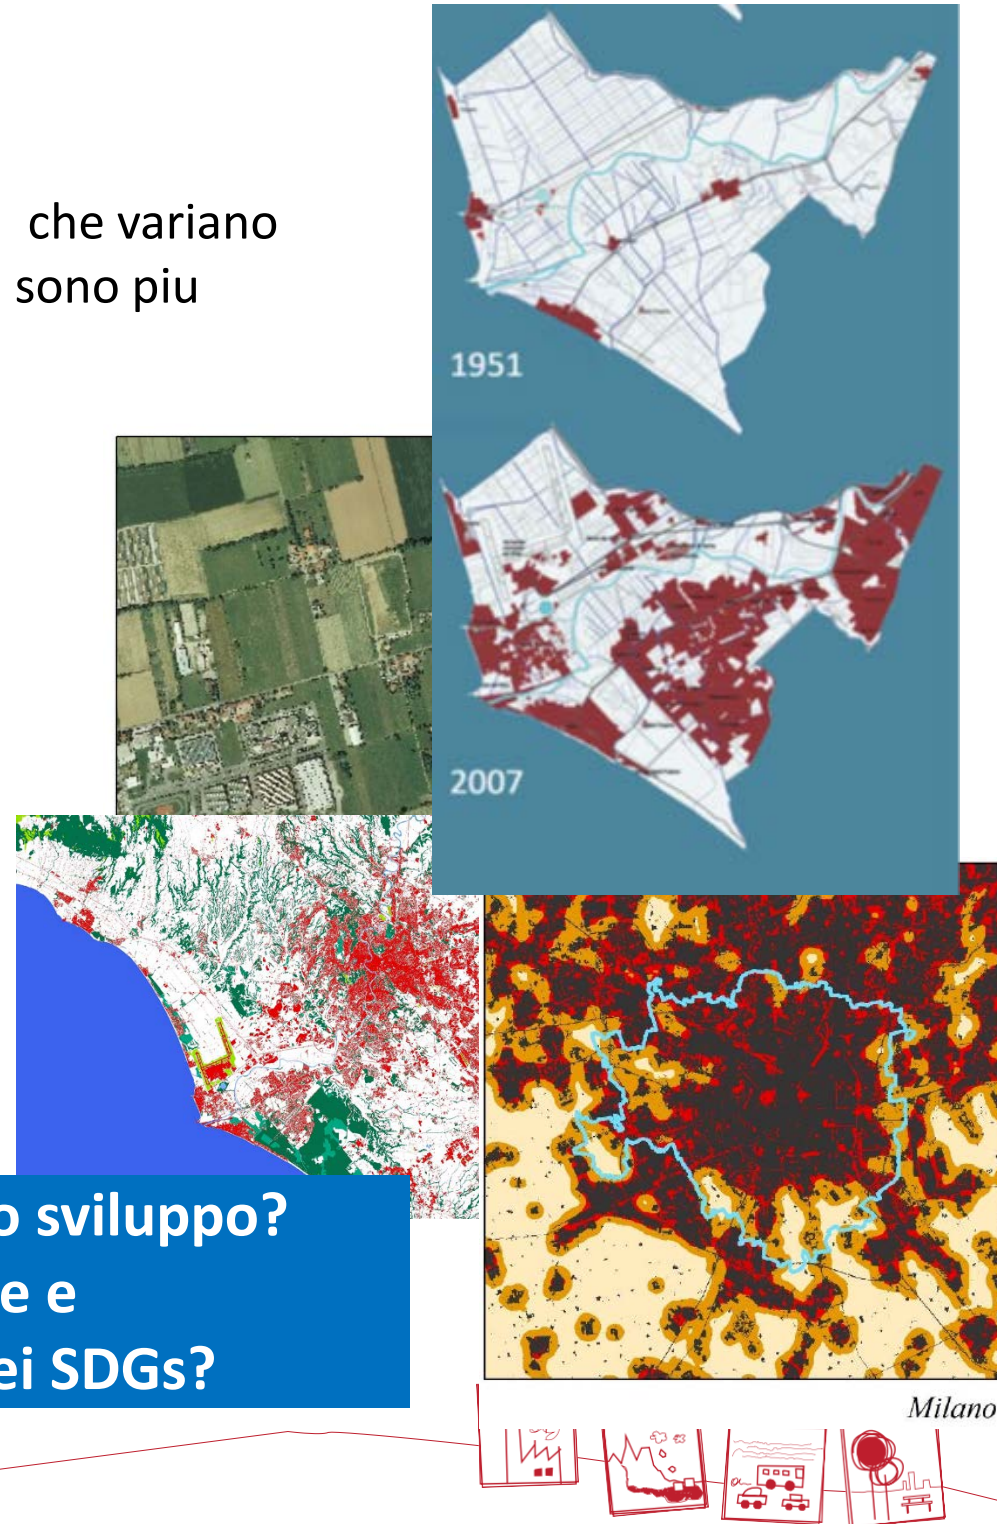 che variano
sono piu
1951
2007
o sviluppo?
e e
ei SDGs?
Milano